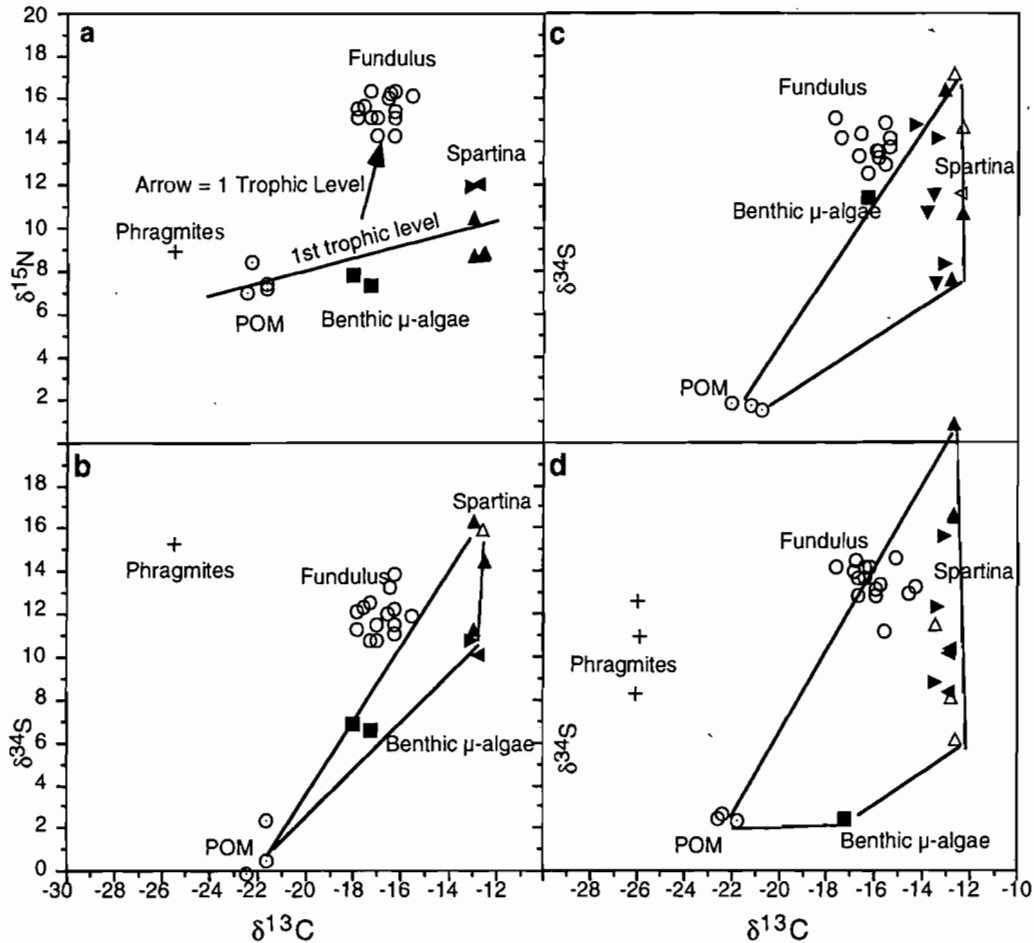 a
20
18
16
14
12
10
8
6
4
2
δ15N
Fundulus
Spartina
Arrow = 1 Trophic Level
Phragmites
1st trophic level
POM
Benthic μ-algae
c
Fundulus
Spartina
Benthic μ-algae
δ34S
POM
b
18
16
14
12
10
8
6
4
2
0
δ34S
Spartina
Phragmites
Fundulus
Benthic μ-algae
POM
-30 -28 -26 -24 -22 -20 -18 -16 -14 -12
δ13C
d
Fundulus
Spartina
Phragmites
δ34S
POM
Benthic μ-algae
-28 -26 -24 -22 -20 -18 -16 -14 -12 -10
δ13C